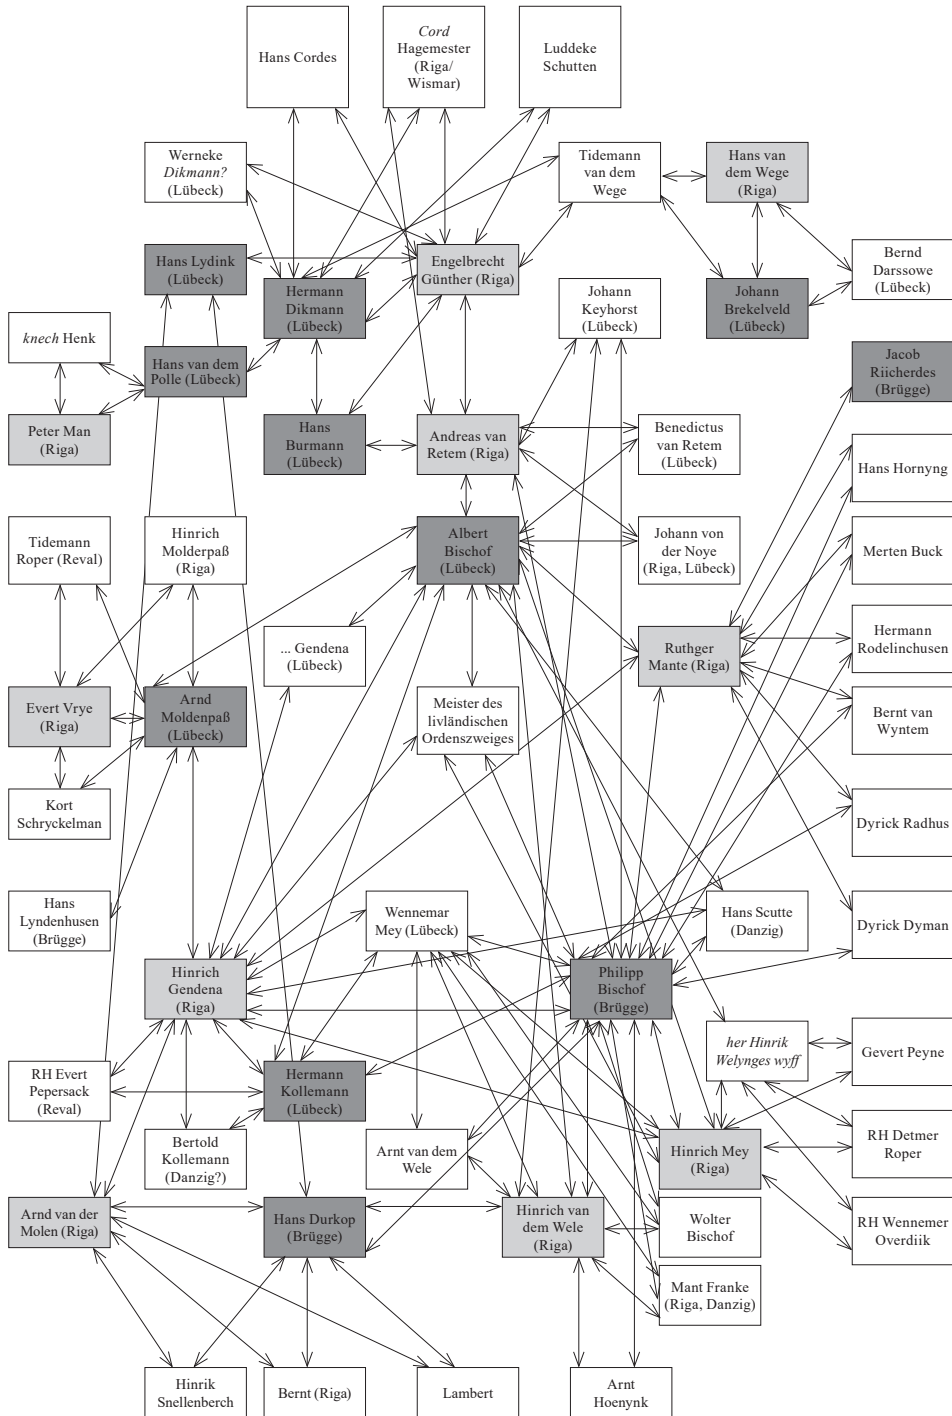 Hans Cordes
Cord
Hagemester
(Riga/
Wismar)
Luddeke
Schutten
Werneke
Dikmann?
(Lübeck)
Tidemann
van dem
Wege
Hans van
dem Wege
(Riga)
Hans Lydink
(Lübeck)
Engelbrecht
Günther (Riga)
Bernd
Darssowe
(Lübeck)
Hermann
Dikmann
(Lübeck)
Johann
Keyhorst
(Lübeck)
Johann
Brekelveld
(Lübeck)
knech Henk
Hans van dem
Polle (Lübeck)
Jacob
Riicherdes
(Brügge)
Peter Man
(Riga)
Hans
Burmann
(Lübeck)
Andreas van
Retem (Riga)
Benedictus
van Retem
(Lübeck)
Hans Hornyng
Tidemann
Roper (Reval)
Hinrich
Molderpaß
(Riga)
Albert
Bischof
(Lübeck)
Johann von
der Noye
(Riga, Lübeck)
Merten Buck
... Gendena
(Lübeck)
Ruthger
Mante (Riga)
Hermann
Rodelinchusen
Evert Vrye
(Riga)
Arnd
Moldenpaß
(Lübeck)
Meister des
livländischen
Ordenszweiges
Bernt van
Wyntem
Kort
Schryckelman
Dyrick Radhus
Hans
Lyndenhusen
(Brügge)
Wennemar
Mey (Lübeck)
Hans Scutte
(Danzig)
Dyrick Dyman
Hinrich
Gendena
(Riga)
Philipp
Bischof
(Brügge)
her Hinrik
Welynges wyff
Gevert Peyne
RH Evert
Pepersack
(Reval)
Hermann
Kollemann
(Lübeck)
Bertold
Kollemann
(Danzig?)
Arnt van dem
Wele
Hinrich Mey
(Riga)
RH Detmer
Roper
Arnd van der
Molen (Riga)
Hans Durkop
(Brügge)
Hinrich van
dem Wele
(Riga)
Wolter
Bischof
RH Wennemer
Overdiik
Mant Franke
(Riga, Danzig)
Hinrik
Snellenberch
Bernt (Riga)
Lambert
Arnt
Hoenynk